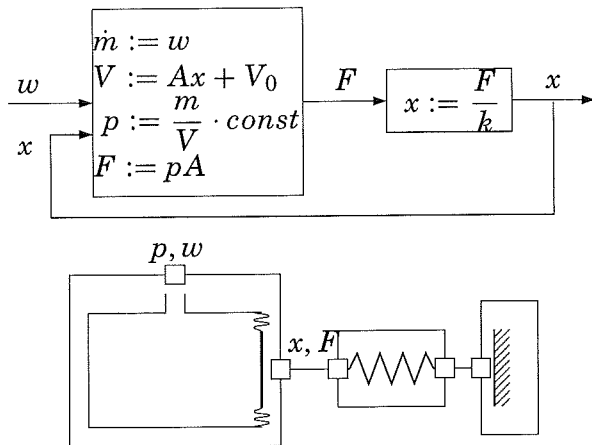 ṁ := w
V := Ax + V₀
p := m/V · const
F := pA
w
x
F
x := F/k
x
p, w
x, F